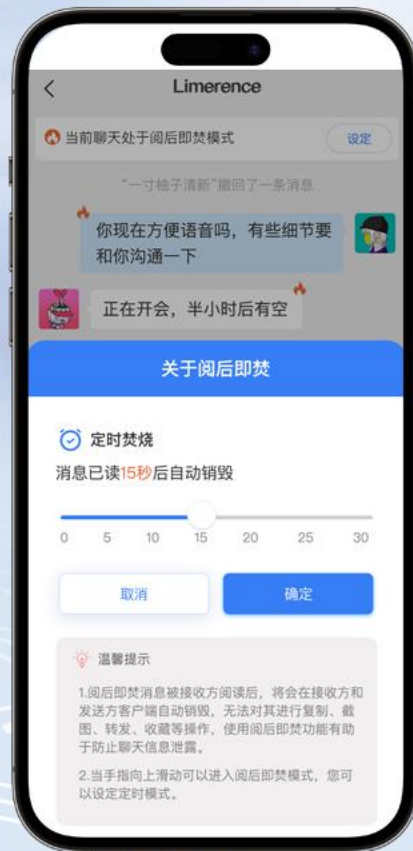 Limerence
当前聊天处于阅后即焚模式 设定
“一寸柚子清新”撤回了一条消息
你现在方便语音吗，有些细节要
和你沟通一下
正在开会，半小时后有空
关于阅后即焚
定时焚烧
消息已读15秒后自动销毁
0 5 10 15 20 25 30
取消 确定
温馨提示
1.阅后即焚消息被接收方阅读后，将会在接收方和
发送方客户端自动销毁，无法对其进行复制、截
图、转发、收藏等操作，使用阅后即焚功能有助
于防止聊天信息泄露。
2.当手指向上滑动可以进入阅后即焚模式，您可
以设定定时模式。